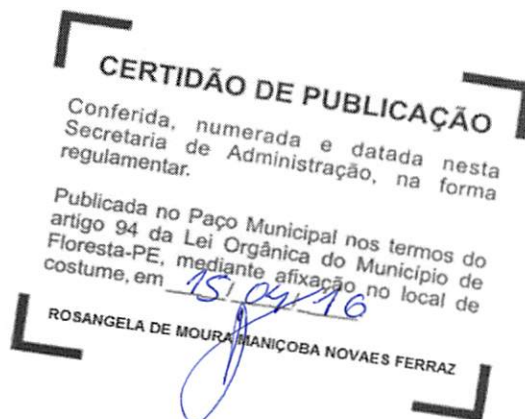 CERTIDÃO DE PUBLICAÇÃO
Conferida, numerada e datada nesta
Secretaria de Administração, na forma
regulamentar.
Publicada no Paço Municipal nos termos do
artigo 94 da Lei Orgânica do Município de
Floresta-PE, mediante afixação no local de
costume, em 15/04/16
ROSANGELA DE MOURA MANIÇOBA NOVAES FERRAZ